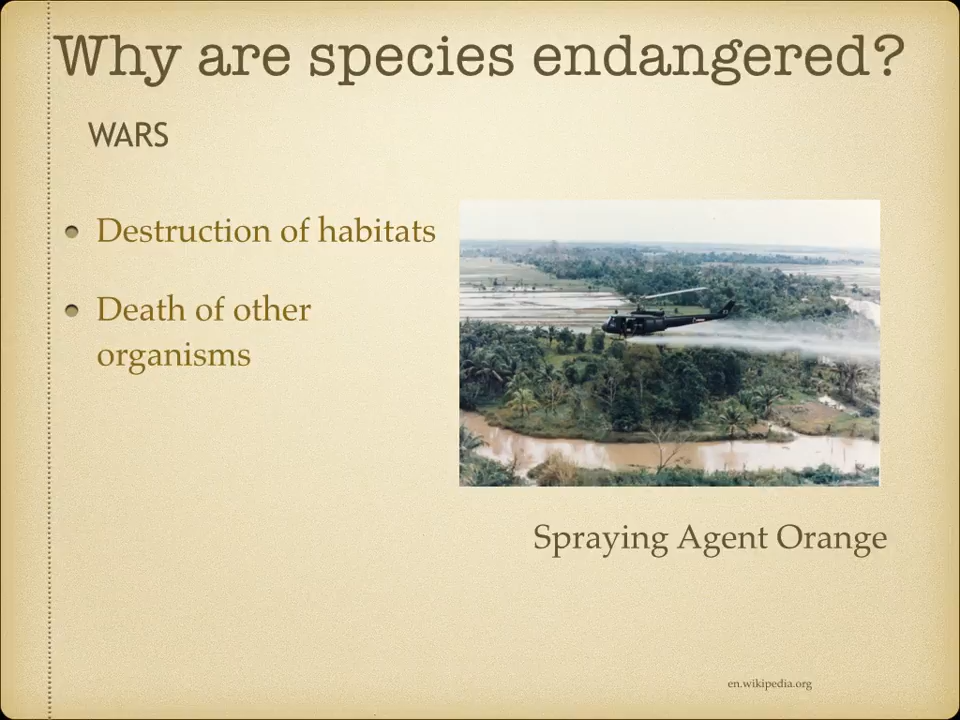 Why are species endangered?
WARS
Destruction of habitats
Death of other
organisms
Spraying Agent Orange
en.wikipedia.org